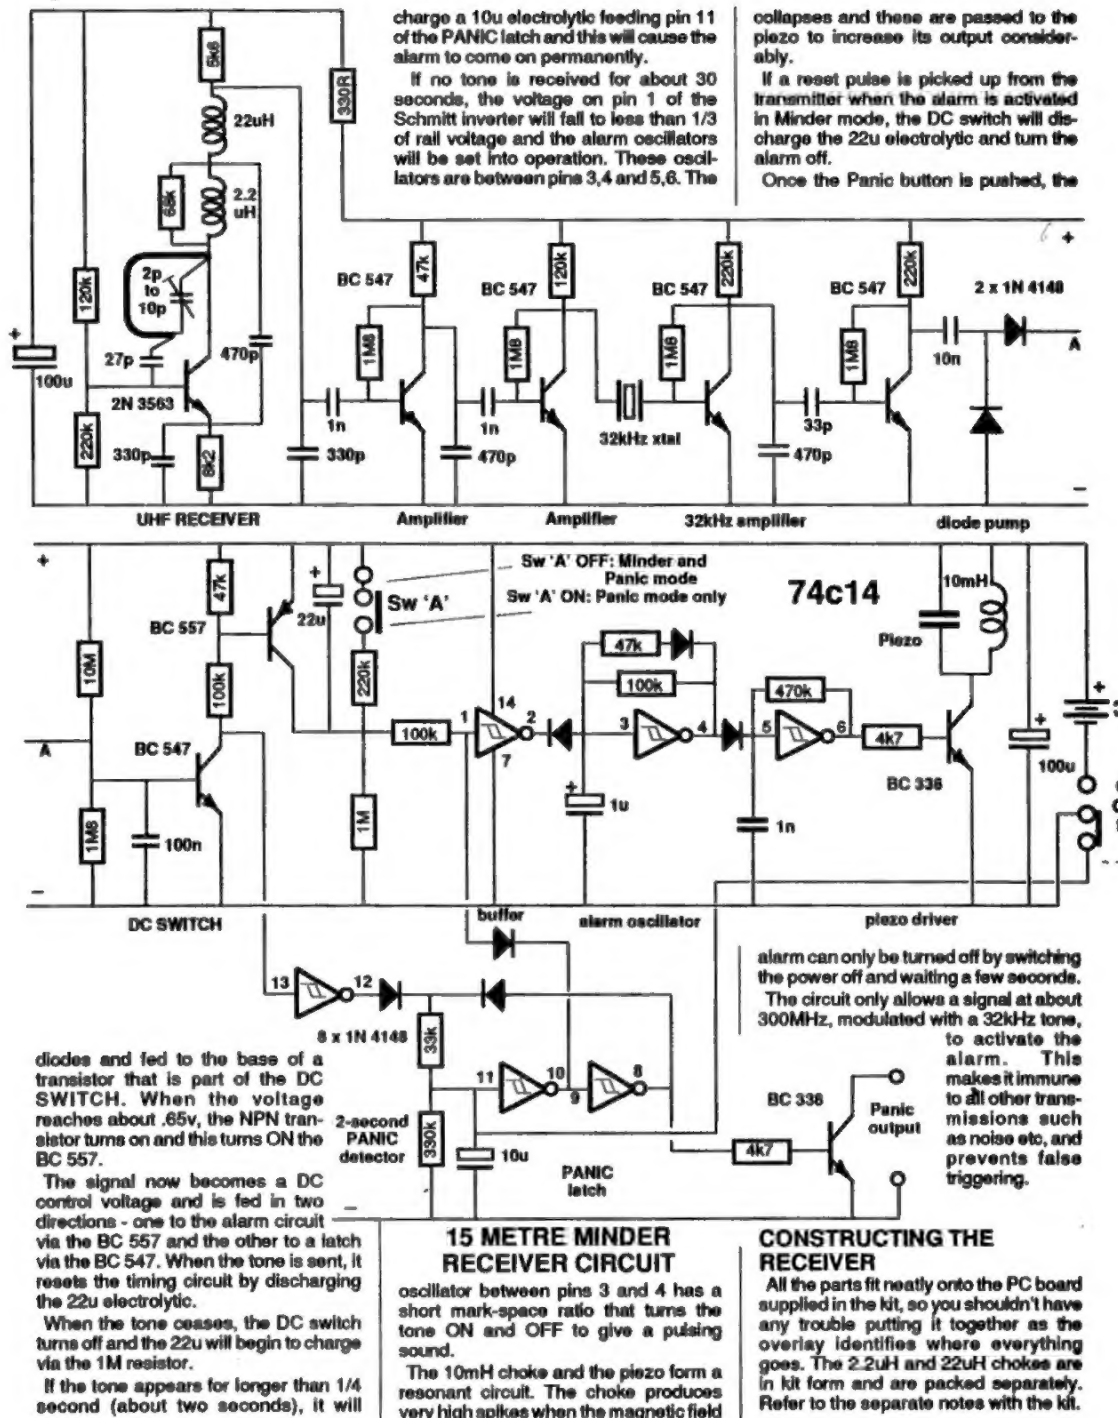 charge a 10u electrolytic feeding pin 11
of the PANIC latch and this will cause the
alarm to come on permanently.
If no tone is received for about 30
seconds, the voltage on pin 1 of the
Schmitt inverter will fall to less than 1/3
of rail voltage and the alarm oscillators
will be set into operation. These oscil-
lators are between pins 3,4 and 5,6. The
collapses and these are passed to the
piezo to increase its output consider-
ably.
If a reset pulse is picked up from the
transmitter when the alarm is activated
in Minder mode, the DC switch will dis-
charge the 22u electrolytic and turn the
alarm off.
Once the Panic button is pushed, the
5k6
22uH
330R
68k
2.2
uH
120k
2p
to
10p
27p
470p
+
100u
2N 3563
220k
330p
8k2
1n
330p
BC 547
47k
1M8
470p
1n
BC 547
120k
1M8
32kHz xtal
BC 547
220k
1M8
470p
33p
BC 547
220k
1M8
10n
2 x 1N 4148
+
A
–
UHF RECEIVER
Amplifier
Amplifier
32kHz amplifier
diode pump
+
10M
A
1M8
47k
BC 557
100k
BC 547
100n
+
22u
Sw 'A'
Sw 'A' OFF: Minder and
Panic mode
Sw 'A' ON: Panic mode only
220k
1M
100k
1
14
2
7
47k
100k
3
4
+
1u
74c14
470k
5
6
1n
4k7
10mH
Piezo
BC 338
+
100u
+
–
–
DC SWITCH
buffer
alarm oscillator
piezo driver
13
12
8 x 1N 4148
33k
11
10
9
8
2-second
PANIC
detector
330k
10u
PANIC
latch
4k7
BC 338
Panic
output
–
alarm can only be turned off by switching
the power off and waiting a few seconds.
The circuit only allows a signal at about
300MHz, modulated with a 32kHz tone,
to activate the
alarm. This
makes it immune
to all other trans-
missions such
as noise etc, and
prevents false
triggering.
diodes and fed to the base of a
transistor that is part of the DC
SWITCH. When the voltage
reaches about .65v, the NPN tran-
sistor turns on and this turns ON the
BC 557.
The signal now becomes a DC
control voltage and is fed in two
directions - one to the alarm circuit
via the BC 557 and the other to a latch
via the BC 547. When the tone is sent, it
resets the timing circuit by discharging
the 22u electrolytic.
When the tone ceases, the DC switch
turns off and the 22u will begin to charge
via the 1M resistor.
If the tone appears for longer than 1/4
second (about two seconds), it will
15 METRE MINDER
RECEIVER CIRCUIT
oscillator between pins 3 and 4 has a
short mark-space ratio that turns the
tone ON and OFF to give a pulsing
sound.
The 10mH choke and the piezo form a
resonant circuit. The choke produces
very high spikes when the magnetic field
CONSTRUCTING THE
RECEIVER
All the parts fit neatly onto the PC board
supplied in the kit, so you shouldn't have
any trouble putting it together as the
overlay identifies where everything
goes. The 2.2uH and 22uH chokes are
in kit form and are packed separately.
Refer to the separate notes with the kit.